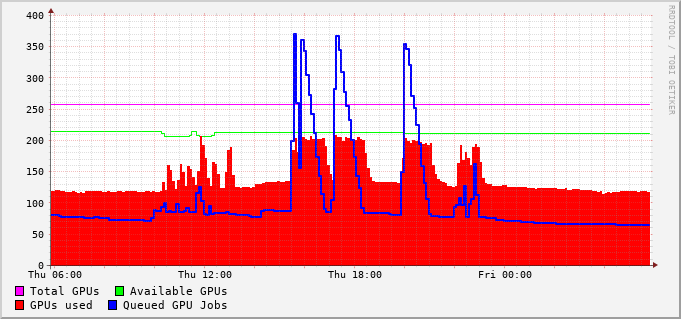 RRDTOOL / TOBI OETIKER
400
350
300
250
200
150
100
50
0
Thu 06:00 Thu 12:00 Thu 18:00 Fri 00:00
Total GPUs Available GPUs
GPUs used Queued GPU Jobs